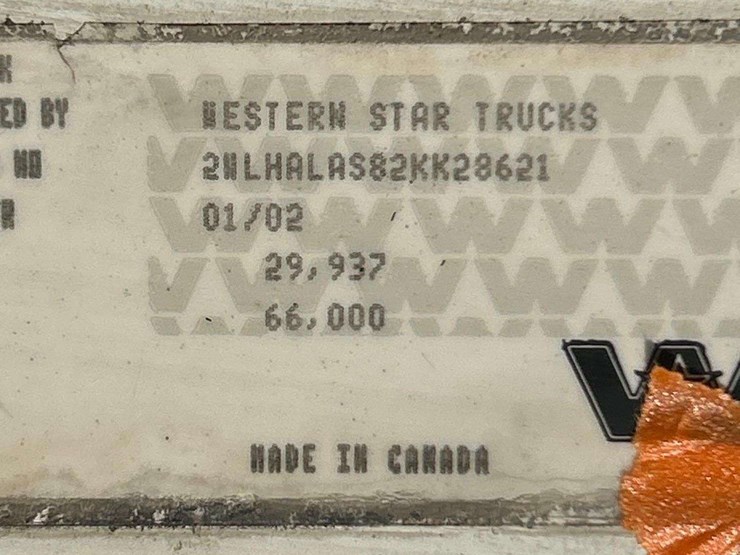 ED BY WESTERN STAR TRUCKS
NO 2WLHALAS82KK28621
01/02
29,937
66,000
W
MADE IN CANADA